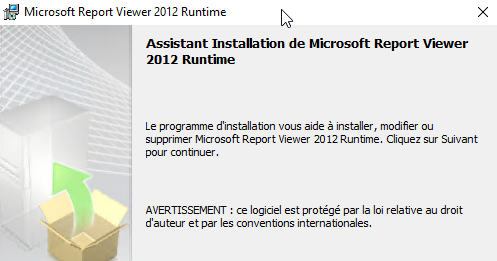 Microsoft Report Viewer 2012 Runtime
Assistant Installation de Microsoft Report Viewer
2012 Runtime
Le programme d'installation vous aide à installer, modifier ou
supprimer Microsoft Report Viewer 2012 Runtime. Cliquez sur Suivant
pour continuer.
AVERTISSEMENT : ce logiciel est protégé par la loi relative au droit
d'auteur et par les conventions internationales.